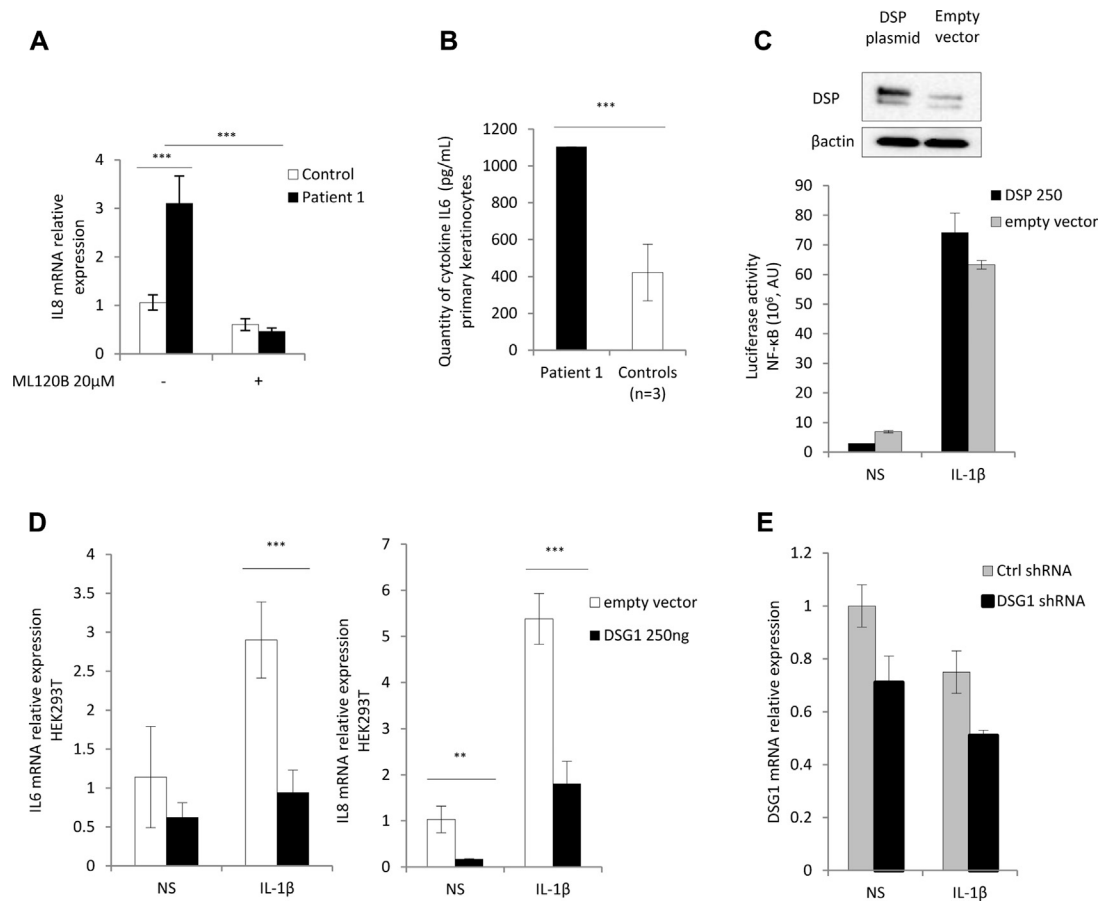 A
IL8 mRNA relative
expression
4
3
2
1
0
***
***
Control
Patient 1
ML120B 20µM
-
+
B
Quantity of cytokine IL6 (pg/mL)
primary keratinocytes
1200
1000
800
600
400
200
0
***
Patient 1
Controls
(n=3)
C
DSP
plasmid
Empty
vector
DSP
βactin
Luciferase activity
NF-κB (10⁶, AU)
90
80
70
60
50
40
30
20
10
0
DSP 250
empty vector
NS
IL-1β
D
IL6 mRNA relative expression
HEK293T
4
3.5
3
2.5
2
1.5
1
0.5
0
***
NS
IL-1β
IL8 mRNA relative expression
HEK293T
7
6
5
4
3
2
1
0
**
***
empty vector
DSG1 250ng
NS
IL-1β
E
DSG1 mRNA relative expression
1.2
1
0.8
0.6
0.4
0.2
0
Ctrl shRNA
DSG1 shRNA
NS
IL-1β